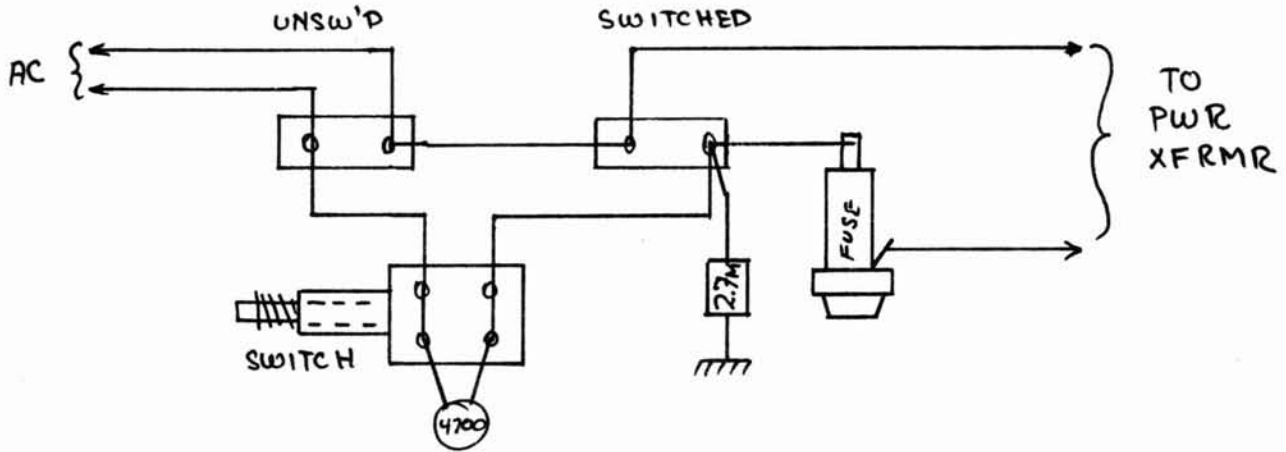 UNSW'D
SWITCHED
AC
TO
PWR
XFRMR
FUSE
2.7M
SWITCH
4700